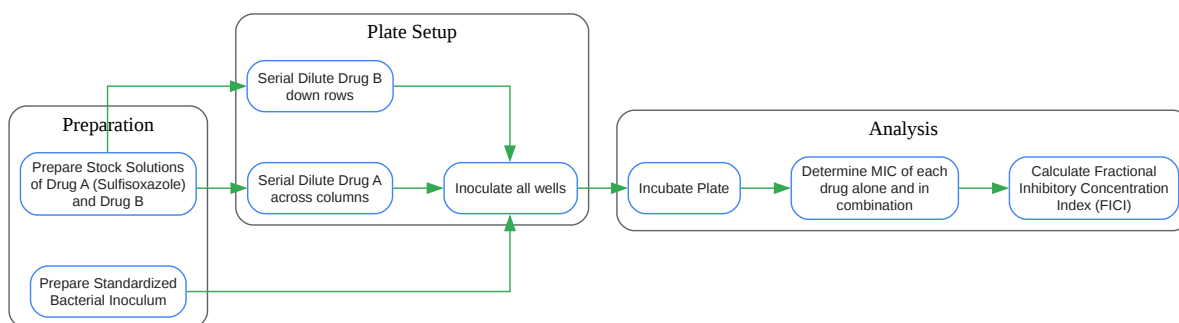 Preparation
Prepare Stock Solutions
of Drug A (Sulfisoxazole)
and Drug B
Prepare Standardized
Bacterial Inoculum
Plate Setup
Serial Dilute Drug B
down rows
Serial Dilute Drug A
across columns
Inoculate all wells
Analysis
Incubate Plate
Determine MIC of each
drug alone and in
combination
Calculate Fractional
Inhibitory Concentration
Index (FICI)